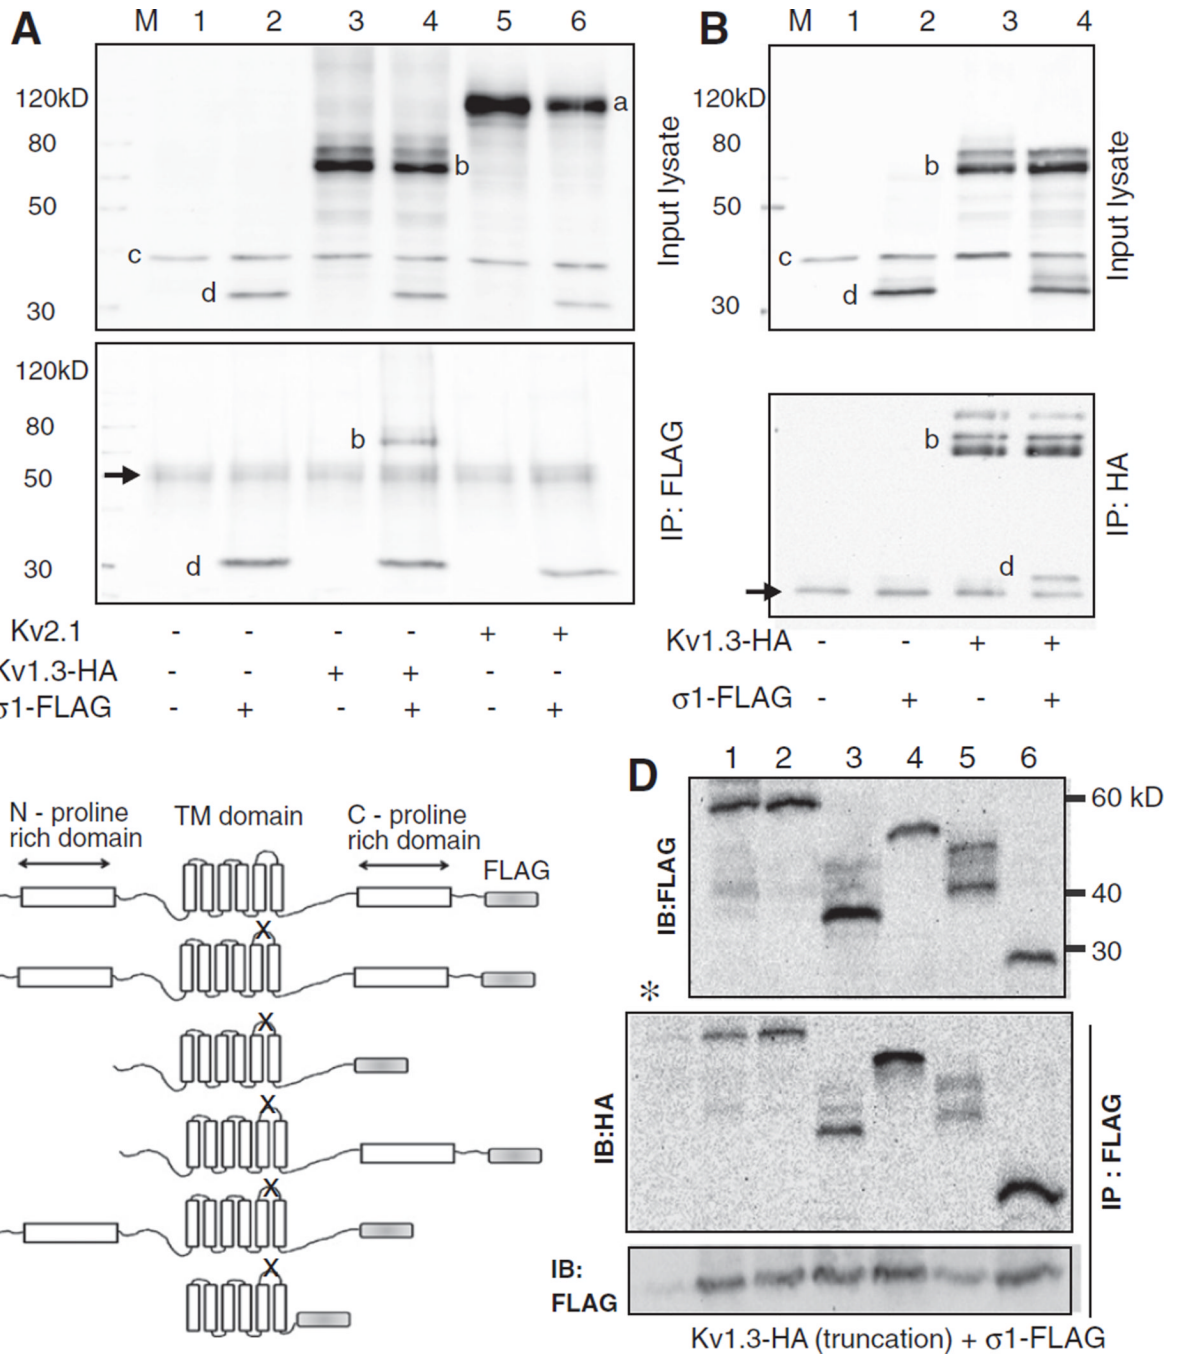 A
M 1 2 3 4 5 6
120kD
80
50
30
a
b
c
d
Input lysate
120kD
80
50
30
b
d
IP: FLAG
Kv2.1 - - - - + +
Kv1.3-HA - - + + - -
σ1-FLAG - + - + - +
B
M 1 2 3 4
120kD
80
50
30
b
c
d
Input lysate
b
d
IP: HA
Kv1.3-HA - - + +
σ1-FLAG - + - +
N - proline
rich domain
TM domain
C - proline
rich domain
FLAG
X
X
X
X
X
D
1 2 3 4 5 6
IB:FLAG
60 kD
40
30
*
IB:HA
IP : FLAG
IB:
FLAG
Kv1.3-HA (truncation) + σ1-FLAG